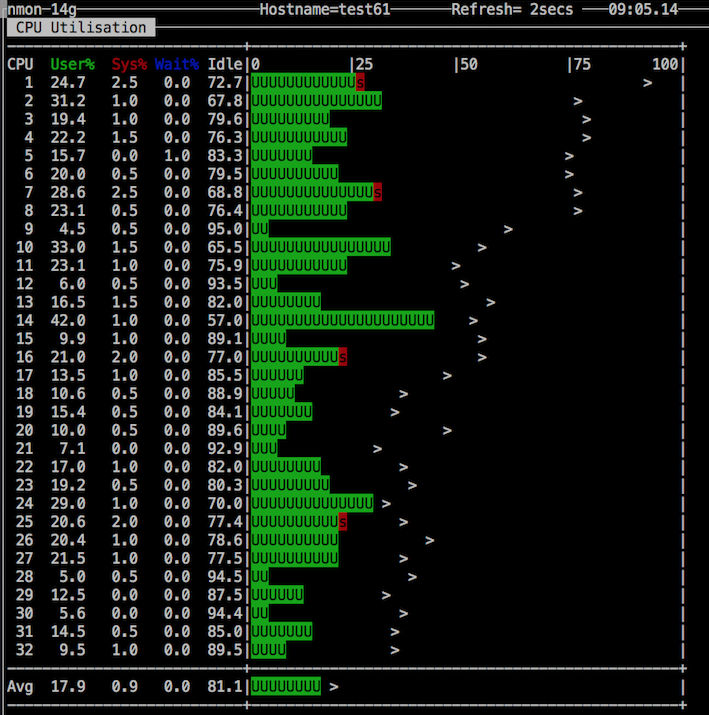 nmon-14g Hostname=test61 Refresh= 2secs 09:05.14
CPU Utilisation
CPU User% Sys% Wait% Idle|0 |25 |50 |75 100|
1 24.7 2.5 0.0 72.7|UUUUUUUUUUUUs > |
2 31.2 1.0 0.0 67.8|UUUUUUUUUUUUUUU > |
3 19.4 1.0 0.0 79.6|UUUUUUUUU > |
4 22.2 1.5 0.0 76.3|UUUUUUUUUUU > |
5 15.7 0.0 1.0 83.3|UUUUUUU > |
6 20.0 0.5 0.0 79.5|UUUUUUUUUU > |
7 28.6 2.5 0.0 68.8|UUUUUUUUUUUUUUs > |
8 23.1 0.5 0.0 76.4|UUUUUUUUUUU > |
9 4.5 0.5 0.0 95.0|UU > |
10 33.0 1.5 0.0 65.5|UUUUUUUUUUUUUUUU > |
11 23.1 1.0 0.0 75.9|UUUUUUUUUUU > |
12 6.0 0.5 0.0 93.5|UUU > |
13 16.5 1.5 0.0 82.0|UUUUUUUU > |
14 42.0 1.0 0.0 57.0|UUUUUUUUUUUUUUUUUUUUU > |
15 9.9 1.0 0.0 89.1|UUUU > |
16 21.0 2.0 0.0 77.0|UUUUUUUUUUs > |
17 13.5 1.0 0.0 85.5|UUUUUU > |
18 10.6 0.5 0.0 88.9|UUUUU > |
19 15.4 0.5 0.0 84.1|UUUUUUU > |
20 10.0 0.5 0.0 89.6|UUUU > |
21 7.1 0.0 0.0 92.9|UUU > |
22 17.0 1.0 0.0 82.0|UUUUUUUU > |
23 19.2 0.5 0.0 80.3|UUUUUUUUU > |
24 29.0 1.0 0.0 70.0|UUUUUUUUUUUUUU > |
25 20.6 2.0 0.0 77.4|UUUUUUUUUUs > |
26 20.4 1.0 0.0 78.6|UUUUUUUUUU > |
27 21.5 1.0 0.0 77.5|UUUUUUUUUU > |
28 5.0 0.5 0.0 94.5|UU > |
29 12.5 0.0 0.0 87.5|UUUUUU > |
30 5.6 0.0 0.0 94.4|UU > |
31 14.5 0.5 0.0 85.0|UUUUUUU > |
32 9.5 1.0 0.0 89.5|UUUU > |
Avg 17.9 0.9 0.0 81.1|UUUUUUUU > |